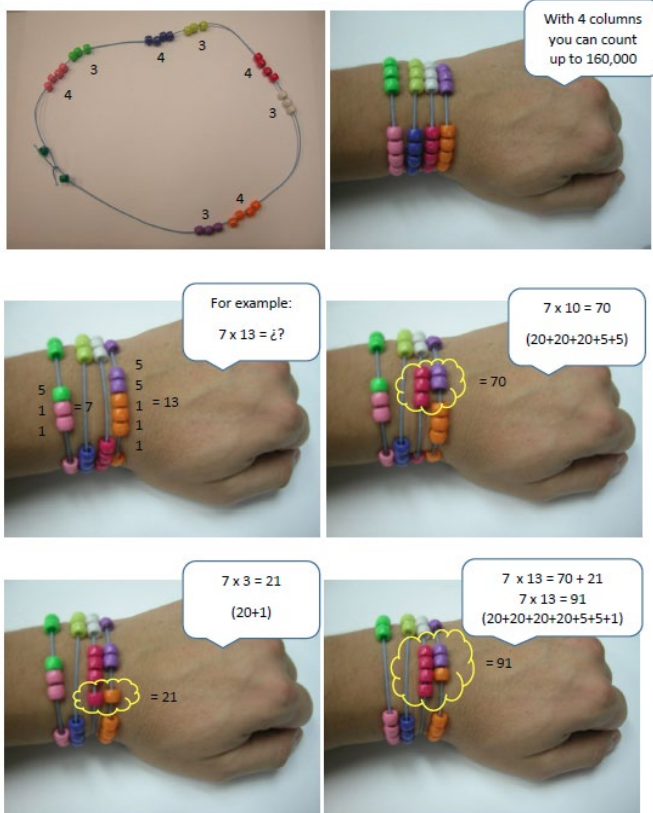 3
4
3
4
4
3
4
3
With 4 columns
you can count
up to 160,000
For example:
7 x 13 = ¿?
5
1
1
= 7
5
5
1
1
1
= 13
7 x 10 = 70
(20+20+20+5+5)
= 70
7 x 3 = 21
(20+1)
= 21
7 x 13 = 70 + 21
7 x 13 = 91
(20+20+20+20+5+5+1)
= 91